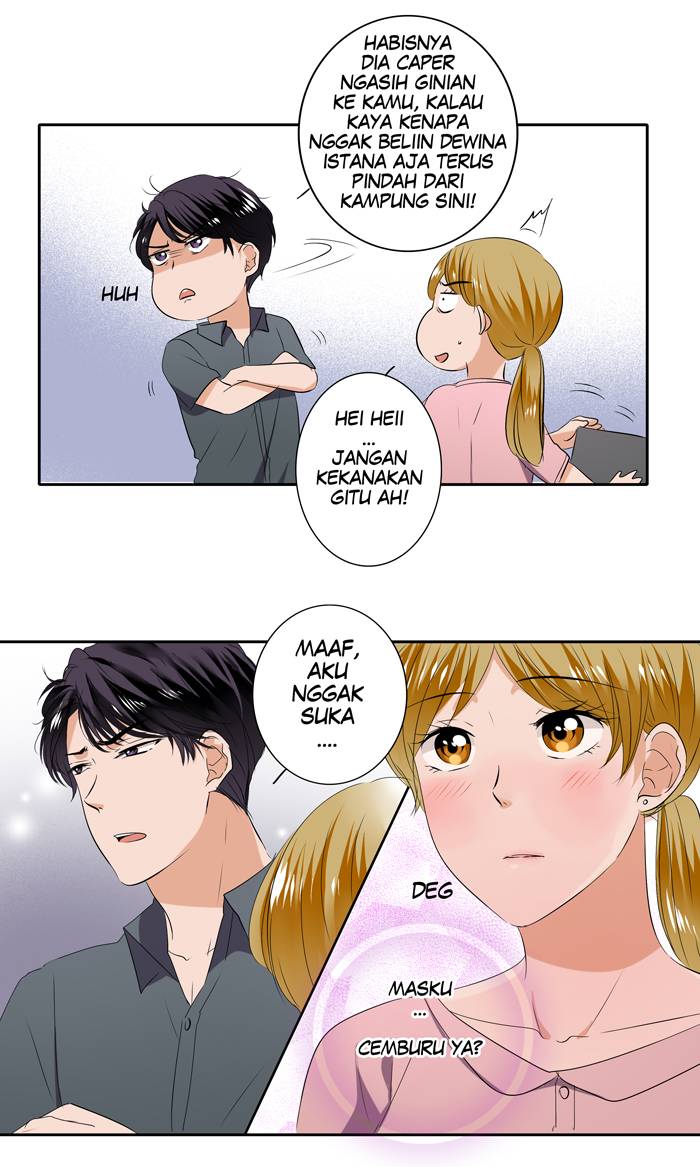 HABISNYA
DIA CAPER
NGASIH GINIAN
KE KAMU, KALAU
KAYA KENAPA
NGGAK BELIIN DEWINA
ISTANA AJA TERUS
PINDAH DARI
KAMPUNG SINI!
HUH
HEI HEII
...
JANGAN
KEKANAKAN
GITU AH!
MAAF,
AKU
NGGAK
SUKA
....
DEG
MASKU
...
CEMBURU YA?